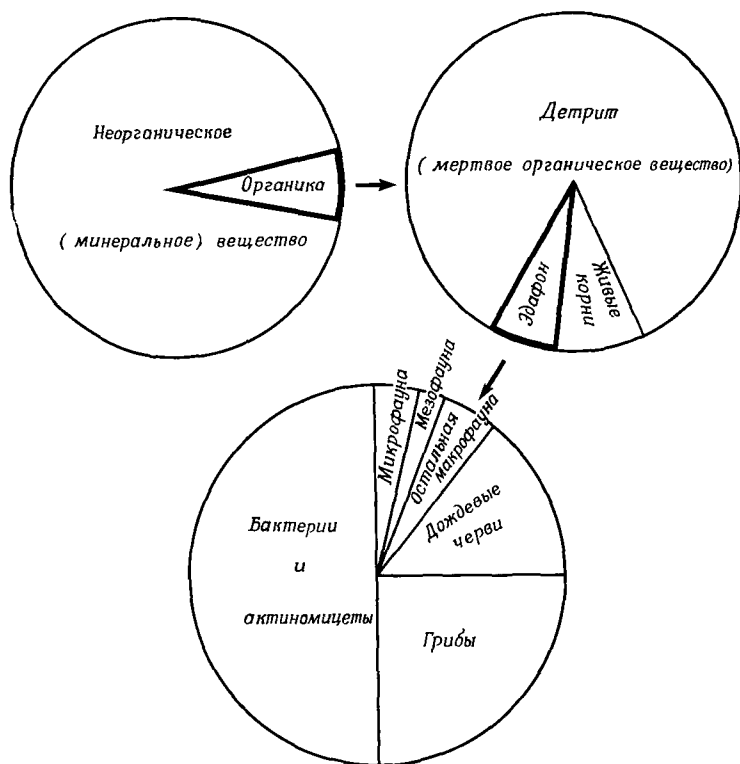 Неорганическое
Органика
(минеральное) вещество
Детрит
(мертвое органическое вещество)
Эдафон
Живые
корни
Микрофауна
Мезофауна
Остальная
макрофауна
Дождевые
черви
Бактерии
и
актиномицеты
Грибы